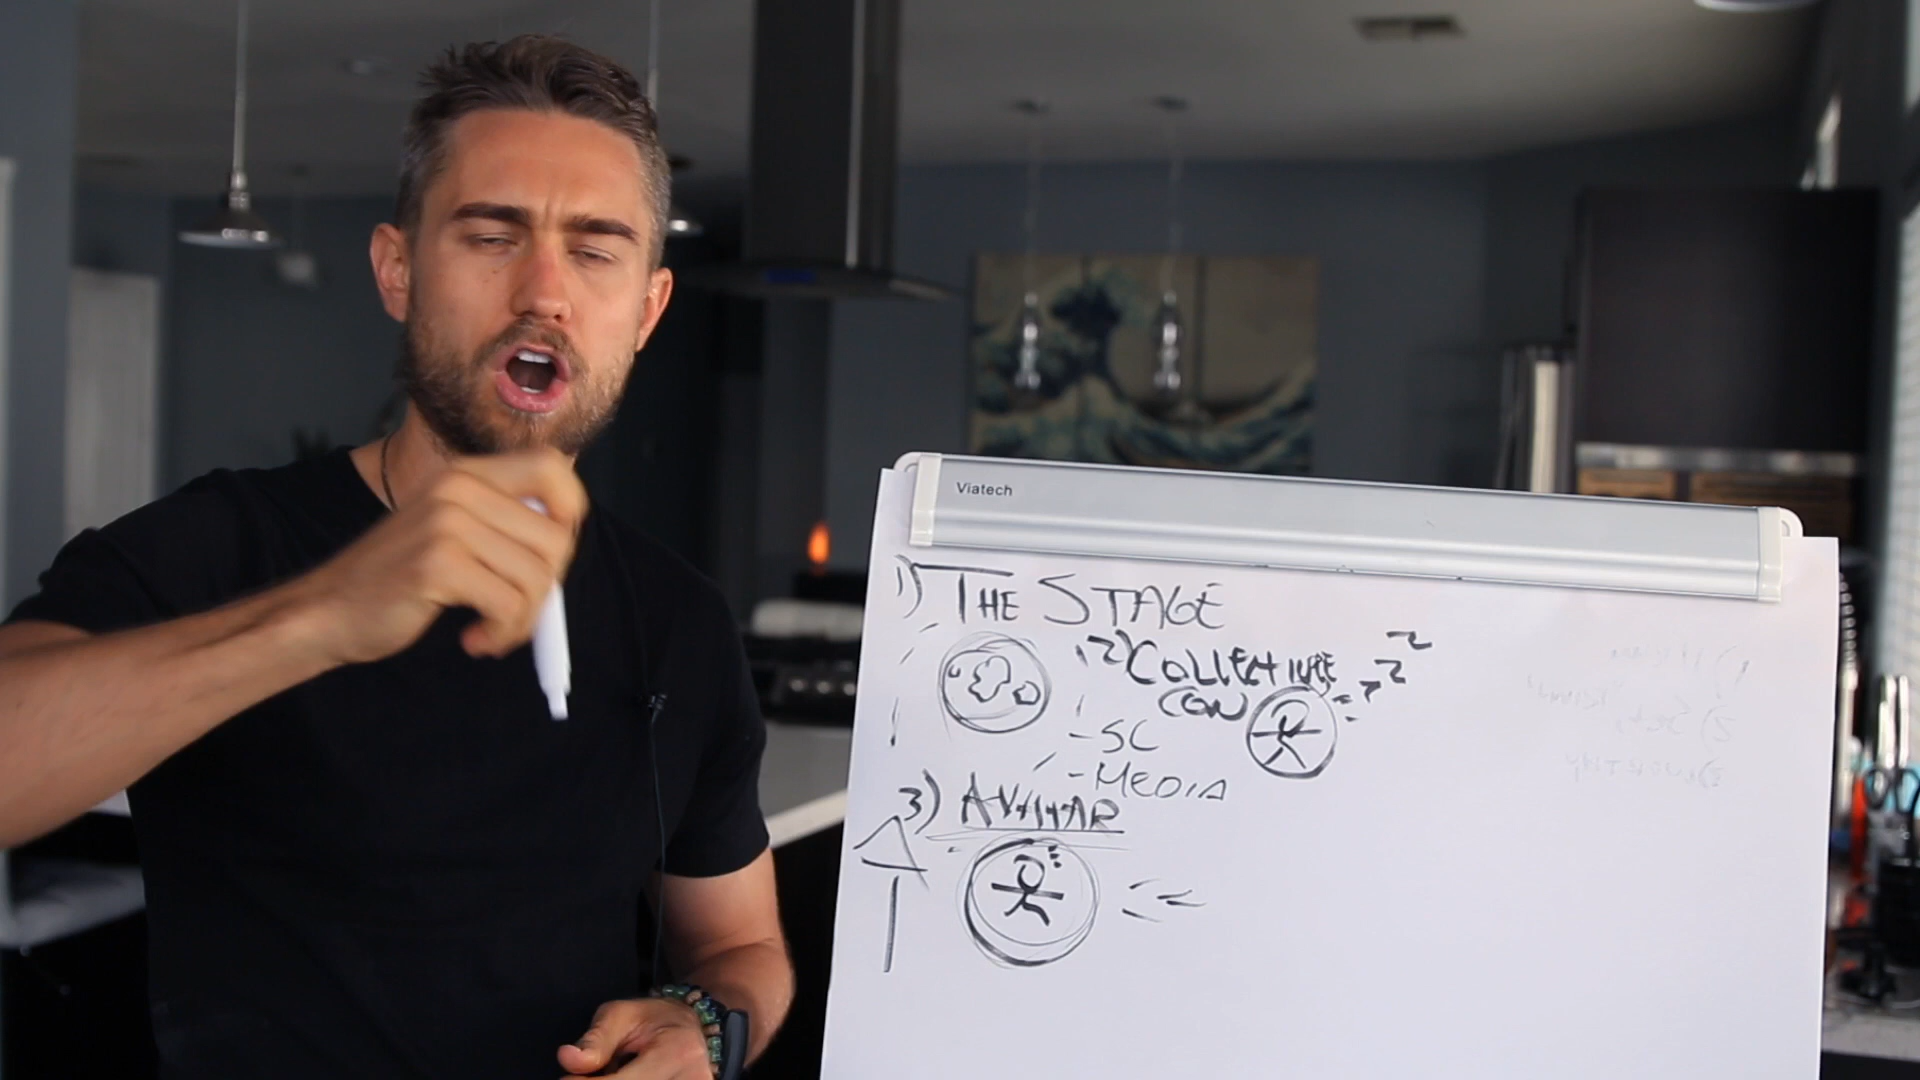 Viatech
1) THE STAGE
2) COLLECTIVE
CON
z z z
- SC
- MEDIA
3) AVATAR